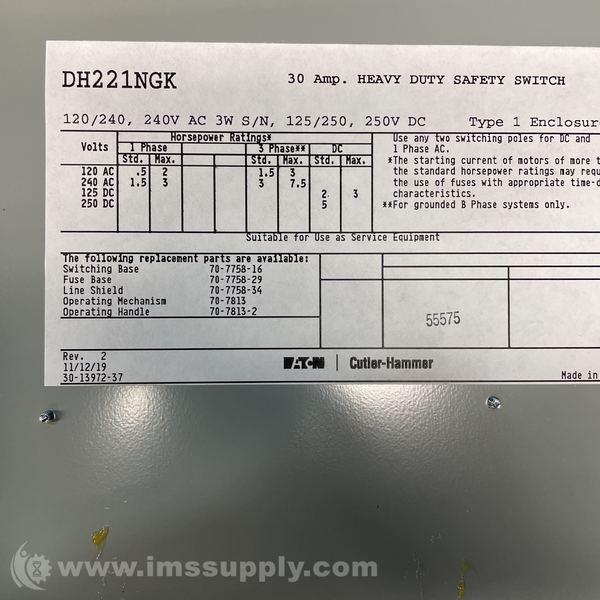 DH221NGK 30 Amp. HEAVY DUTY SAFETY SWITCH
120/240, 240V AC 3W S/N, 125/250, 250V DC Type 1 Enclosure
Horsepower Ratings*
Volts 1 Phase 3 Phase** DC
Std. Max. Std. Max. Std. Max.
120 AC .5 2 1.5 3
240 AC 1.5 3 3 7.5
125 DC 2 3
250 DC 5
Use any two switching poles for DC and
1 Phase AC.
*The starting current of motors of more t
the standard horsepower ratings may requ
the use of fuses with appropriate time-d
characteristics.
**For grounded B Phase systems only.
Suitable for Use as Service Equipment
The following replacement parts are available:
Switching Base 70-7758-16
Fuse Base 70-7758-29
Line Shield 70-7758-34
Operating Mechanism 70-7813
Operating Handle 70-7813-2
55575
Rev. 2
11/12/19
30-13972-37
EATON | Cutler-Hammer
Made in
www.imssupply.com